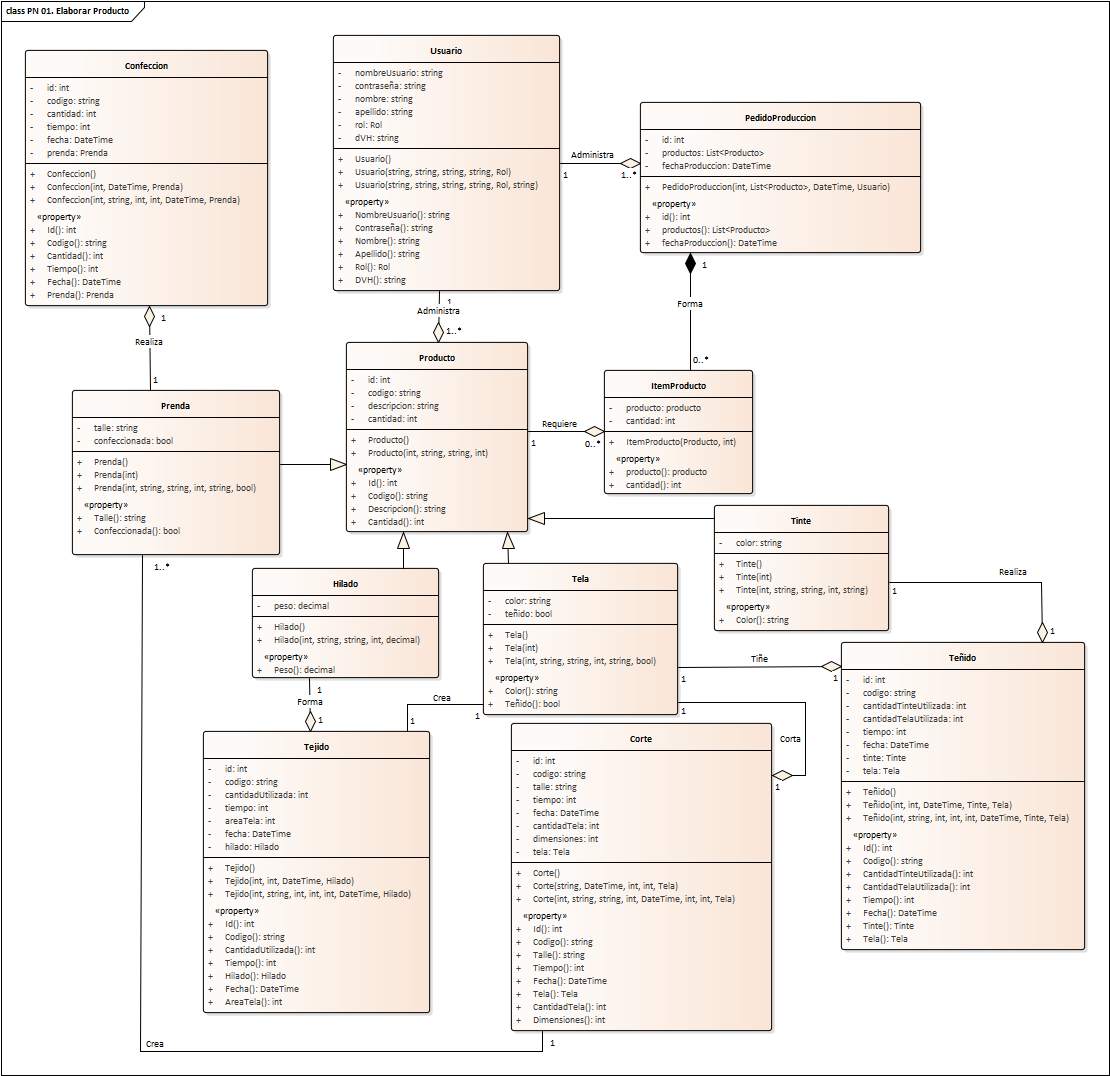 class PN 01. Elaborar Producto
Confeccion
- id: int
- codigo: string
- cantidad: int
- tiempo: int
- fecha: DateTime
- prenda: Prenda
+ Confeccion()
+ Confeccion(int, DateTime, Prenda)
+ Confeccion(int, string, int, int, DateTime, Prenda)
«property»
+ Id(): int
+ Codigo(): string
+ Cantidad(): int
+ Tiempo(): int
+ Fecha(): DateTime
+ Prenda(): Prenda
Usuario
- nombreUsuario: string
- contraseña: string
- nombre: string
- apellido: string
- rol: Rol
- dVH: string
+ Usuario()
+ Usuario(string, string, string, string, Rol)
+ Usuario(string, string, string, string, Rol, string)
«property»
+ NombreUsuario(): string
+ Contraseña(): string
+ Nombre(): string
+ Apellido(): string
+ Rol(): Rol
+ DVH(): string
Administra
1
1..*
PedidoProduccion
- id: int
- productos: List<Producto>
- fechaProduccion: DateTime
+ PedidoProduccion(int, List<Producto>, DateTime, Usuario)
«property»
+ id(): int
+ productos(): List<Producto>
+ fechaProduccion(): DateTime
1
Forma
0..*
1
Realiza
1
1
Administra
1..*
Prenda
- talle: string
- confeccionada: bool
+ Prenda()
+ Prenda(int)
+ Prenda(int, string, string, int, string, bool)
«property»
+ Talle(): string
+ Confeccionada(): bool
1..*
Producto
- id: int
- codigo: string
- descripcion: string
- cantidad: int
+ Producto()
+ Producto(int, string, string, int)
«property»
+ Id(): int
+ Codigo(): string
+ Descripcion(): string
+ Cantidad(): int
Requiere
1
0..*
ItemProducto
- producto: producto
- cantidad: int
+ ItemProducto(Producto, int)
«property»
+ producto(): producto
+ cantidad(): int
Tinte
- color: string
+ Tinte()
+ Tinte(int)
+ Tinte(int, string, string, int, string)
«property»
+ Color(): string
Realiza
1
1
Hilado
- peso: decimal
+ Hilado()
+ Hilado(int, string, string, int, decimal)
«property»
+ Peso(): decimal
1
Forma
1
Tela
- color: string
- teñido: bool
+ Tela()
+ Tela(int)
+ Tela(int, string, string, int, string, bool)
«property»
+ Color(): string
+ Teñido(): bool
Tiñe
1
1
Crea
1
1
1
Corta
1
Teñido
- id: int
- codigo: string
- cantidadTinteUtilizada: int
- cantidadTelaUtilizada: int
- tiempo: int
- fecha: DateTime
- tinte: Tinte
- tela: Tela
+ Teñido()
+ Teñido(int, int, DateTime, Tinte, Tela)
+ Teñido(int, string, int, int, int, DateTime, Tinte, Tela)
«property»
+ Id(): int
+ Codigo(): string
+ CantidadTinteUtilizada(): int
+ CantidadTelaUtilizada(): int
+ Tiempo(): int
+ Fecha(): DateTime
+ Tinte(): Tinte
+ Tela(): Tela
Tejido
- id: int
- codigo: string
- cantidadUtilizada: int
- tiempo: int
- areaTela: int
- fecha: DateTime
- hilado: Hilado
+ Tejido()
+ Tejido(int, int, DateTime, Hilado)
+ Tejido(int, string, int, int, int, DateTime, Hilado)
«property»
+ Id(): int
+ Codigo(): string
+ CantidadUtilizada(): int
+ Tiempo(): int
+ Hilado(): Hilado
+ Fecha(): DateTime
+ AreaTela(): int
Corte
- id: int
- codigo: string
- talle: string
- tiempo: int
- fecha: DateTime
- cantidadTela: int
- dimensiones: int
- tela: Tela
+ Corte()
+ Corte(string, DateTime, int, int, Tela)
+ Corte(int, string, string, int, DateTime, int, int, Tela)
«property»
+ Id(): int
+ Codigo(): string
+ Talle(): string
+ Tiempo(): int
+ Fecha(): DateTime
+ Tela(): Tela
+ CantidadTela(): int
+ Dimensiones(): int
Crea
1